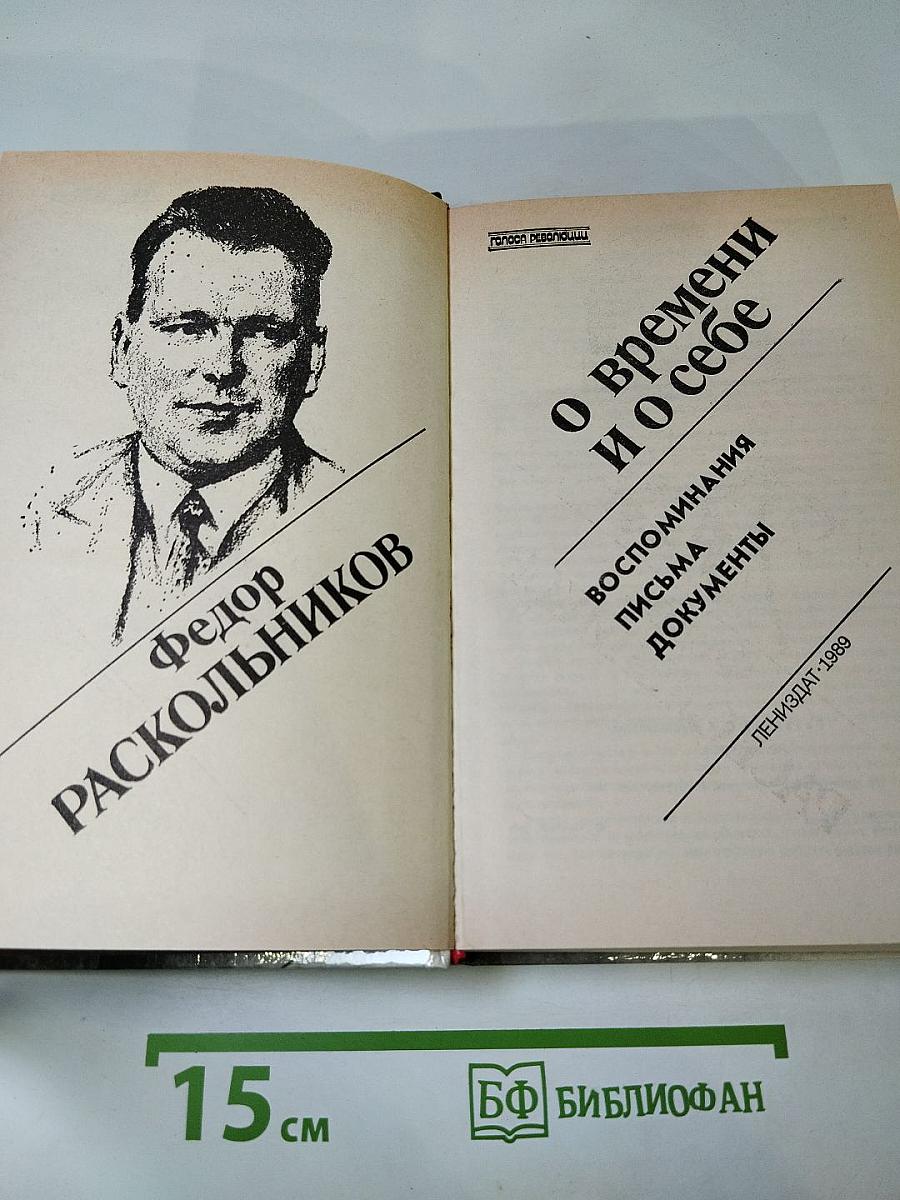 Федор
РАСКОЛЬНИКОВ
ГОЛОСА РЕВОЛЮЦИИ
о времени
и о себе
ВОСПОМИНАНИЯ
ПИСЬМА
ДОКУМЕНТЫ
ЛЕНИЗДАТ·1989
15 см
БФ БИБЛИОФАН